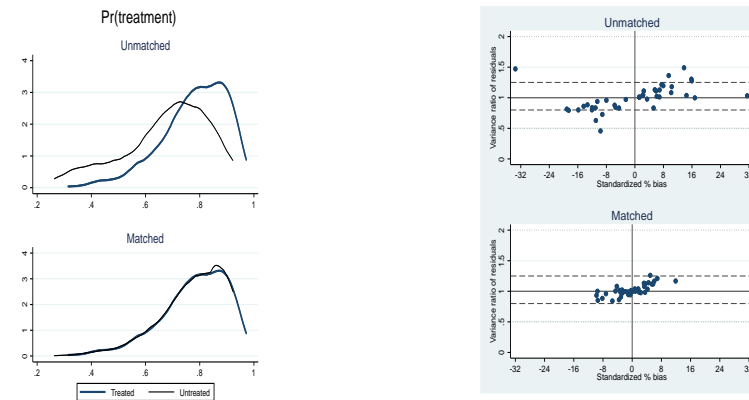 Pr(treatment)
Unmatched
4
3
2
1
0
.2 .4 .6 .8 1
Matched
4
3
2
1
0
.2 .4 .6 .8 1
Treated Untreated
Unmatched
Variance ratio of residuals
2
1.5
1
.5
0
-32 -24 -16 -8 0 8 16 24
Standardized % bias
Matched
Variance ratio of residuals
2
1.5
1
.5
0
-32 -24 -16 -8 0 8 16 24
Standardized % bias